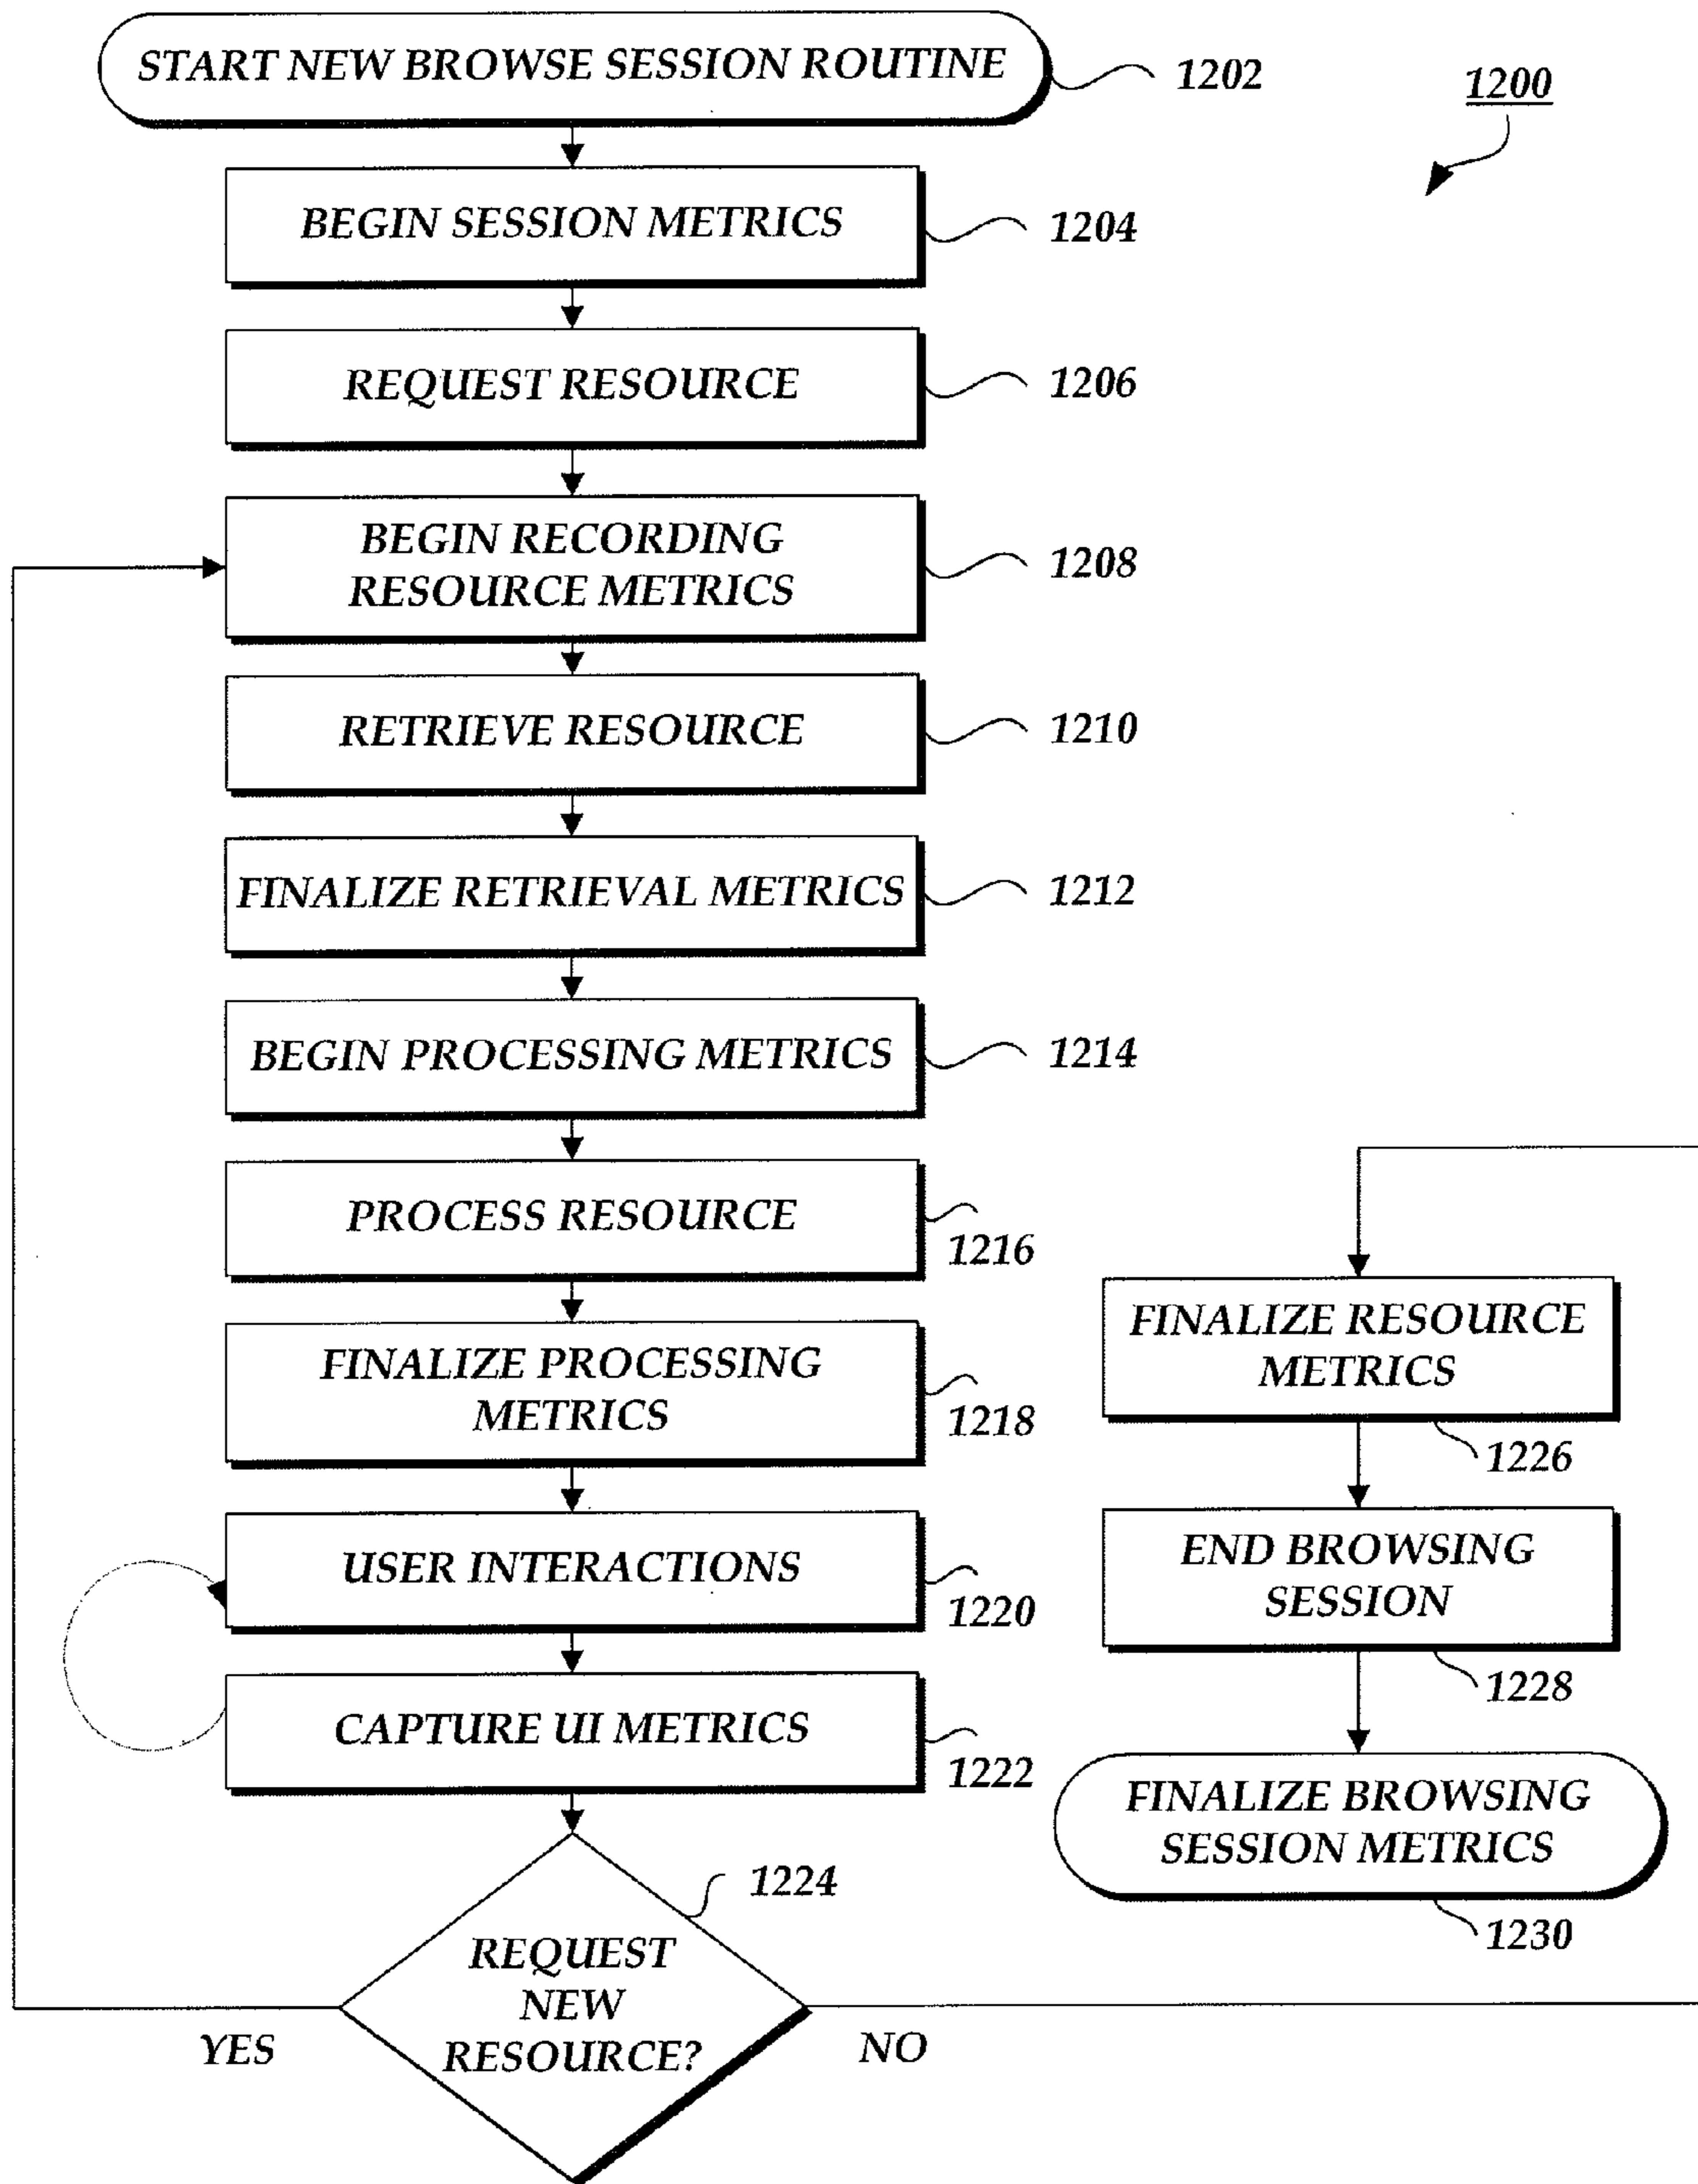 START NEW BROWSE SESSION ROUTINE
1202
1200
BEGIN SESSION METRICS
1204
REQUEST RESOURCE
1206
BEGIN RECORDING
RESOURCE METRICS
1208
RETRIEVE RESOURCE
1210
FINALIZE RETRIEVAL METRICS
1212
BEGIN PROCESSING METRICS
1214
PROCESS RESOURCE
1216
FINALIZE PROCESSING
METRICS
1218
USER INTERACTIONS
1220
CAPTURE UI METRICS
1222
REQUEST
NEW
RESOURCE?
1224
YES
NO
FINALIZE RESOURCE
METRICS
1226
END BROWSING
SESSION
1228
FINALIZE BROWSING
SESSION METRICS
1230